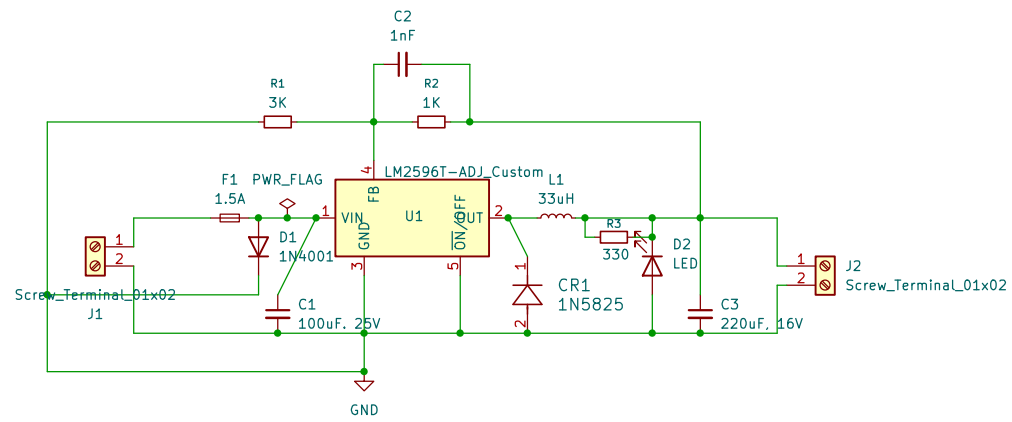 C2
1nF
R1
3K
R2
1K
4
LM2596T-ADJ_Custom
F1
1.5A
PWR_FLAG
FB
L1
33uH
1
VIN
U1
OUT
2
GND
ON/OFF
R3
330
D1
1N4001
D2
LED
1
2
3
5
1
CR1
1N5825
2
1
2
J2
Screw_Terminal_01x02
Screw_Terminal_01x02
J1
C1
100uF. 25V
C3
220uF, 16V
GND